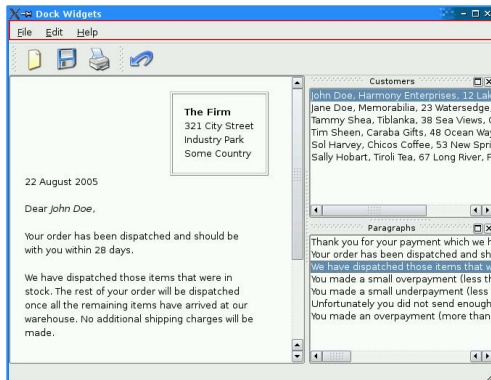 Dock Widgets
File Edit Help
The Firm
321 City Street
Industry Park
Some Country
22 August 2005
Dear John Doe,
Your order has been dispatched and should be
with you within 28 days.
We have dispatched those items that were in
stock. The rest of your order will be dispatched
once all the remaining items have arrived at our
warehouse. No additional shipping charges will be
made.
Customers
John Doe, Harmony Enterprises, 12 Lak
Jane Doe, Memorabilia, 23 Watersedge,
Tammy Shea, Tiblanka, 38 Sea Views,
Tim Sheen, Caraba Gifts, 48 Ocean Way
Sol Harvey, Chicos Coffee, 53 New Spri
Sally Hobart, Tiroli Tea, 67 Long River,
Paragraphs
Thank you for your payment which we h
Your order has been dispatched and sh
We have dispatched those items that w
You made a small overpayment (less th
You made a small underpayment (less
Unfortunately you did not send enough
You made an overpayment (more than